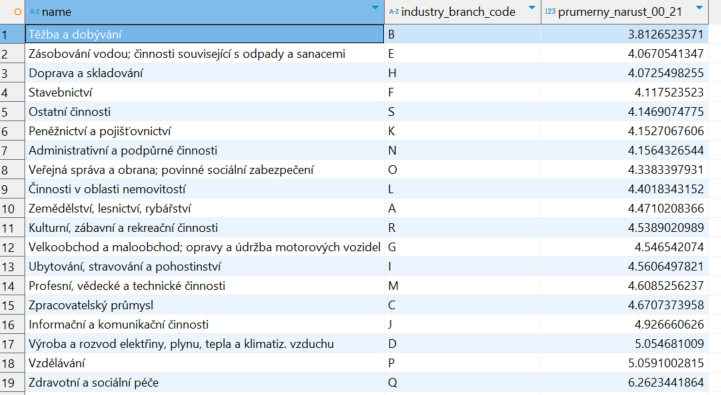 A-Z name A-Z industry_branch_code 123 prumerny_narust_00_21
1 Těžba a dobývání B 3.8126523571
2 Zásobování vodou; činnosti související s odpady a sanacemi E 4.0670541347
3 Doprava a skladování H 4.0725498255
4 Stavebnictví F 4.117523523
5 Ostatní činnosti S 4.1469074775
6 Peněžnictví a pojišťovnictví K 4.1527067606
7 Administrativní a podpůrné činnosti N 4.1564326544
8 Veřejná správa a obrana; povinné sociální zabezpečení O 4.3383397931
9 Činnosti v oblasti nemovitostí L 4.4018343152
10 Zemědělství, lesnictví, rybářství A 4.4710208366
11 Kulturní, zábavní a rekreační činnosti R 4.5389020989
12 Velkoobchod a maloobchod; opravy a údržba motorových vozidel G 4.546542074
13 Ubytování, stravování a pohostinství I 4.5606497821
14 Profesní, vědecké a technické činnosti M 4.6085256237
15 Zpracovatelský průmysl C 4.6707373958
16 Informační a komunikační činnosti J 4.926660626
17 Výroba a rozvod elektřiny, plynu, tepla a klimatiz. vzduchu D 5.054681009
18 Vzdělávání P 5.0591002815
19 Zdravotní a sociální péče Q 6.2623441864